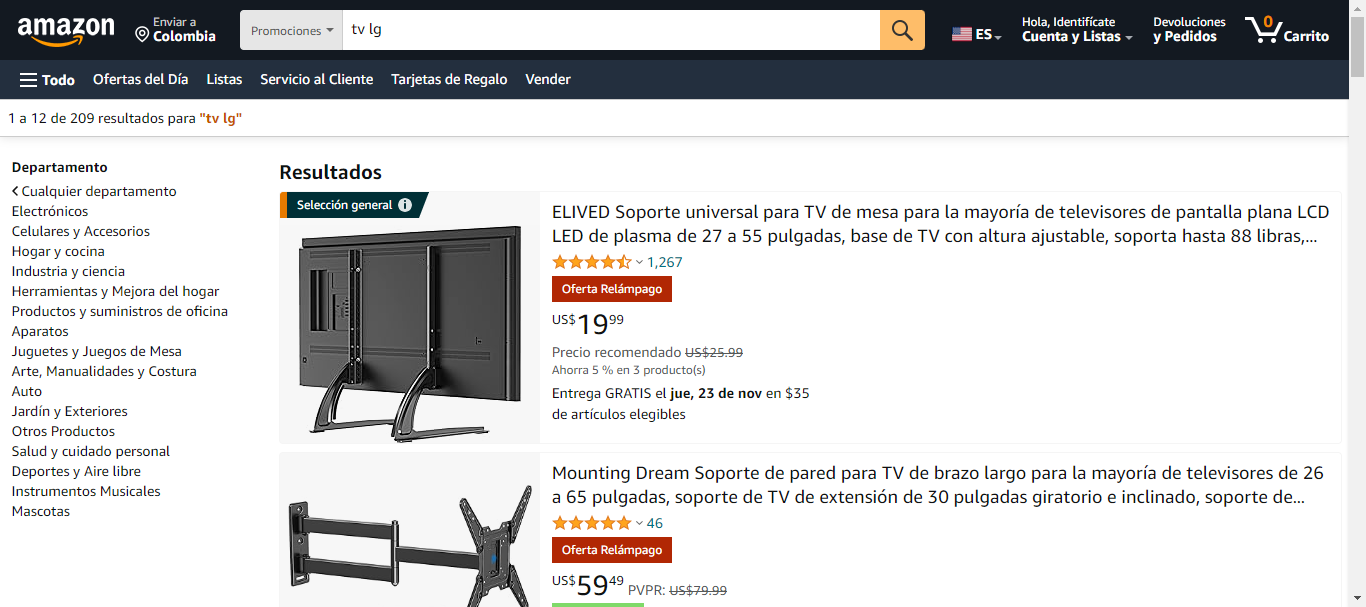 amazon
Enviar a
Colombia
Promociones
tv lg
ES
Hola, Identifícate
Cuenta y Listas
Devoluciones
y Pedidos
0
Carrito
Todo
Ofertas del Día
Listas
Servicio al Cliente
Tarjetas de Regalo
Vender
1 a 12 de 209 resultados para "tv lg"
Departamento
Cualquier departamento
Electrónicos
Celulares y Accesorios
Hogar y cocina
Industria y ciencia
Herramientas y Mejora del hogar
Productos y suministros de oficina
Aparatos
Juguetes y Juegos de Mesa
Arte, Manualidades y Costura
Auto
Jardín y Exteriores
Otros Productos
Salud y cuidado personal
Deportes y Aire libre
Instrumentos Musicales
Mascotas
Resultados
Selección general
ELIVED Soporte universal para TV de mesa para la mayoría de televisores de pantalla plana LCD
LED de plasma de 27 a 55 pulgadas, base de TV con altura ajustable, soporta hasta 88 libras,...
1,267
Oferta Relámpago
US$1999
Precio recomendado US$25.99
Ahorra 5 % en 3 producto(s)
Entrega GRATIS el jue, 23 de nov en $35
de artículos elegibles
Mounting Dream Soporte de pared para TV de brazo largo para la mayoría de televisores de 26
a 65 pulgadas, soporte de TV de extensión de 30 pulgadas giratorio e inclinado, soporte de...
46
Oferta Relámpago
US$5949 PVPR: US$79.99